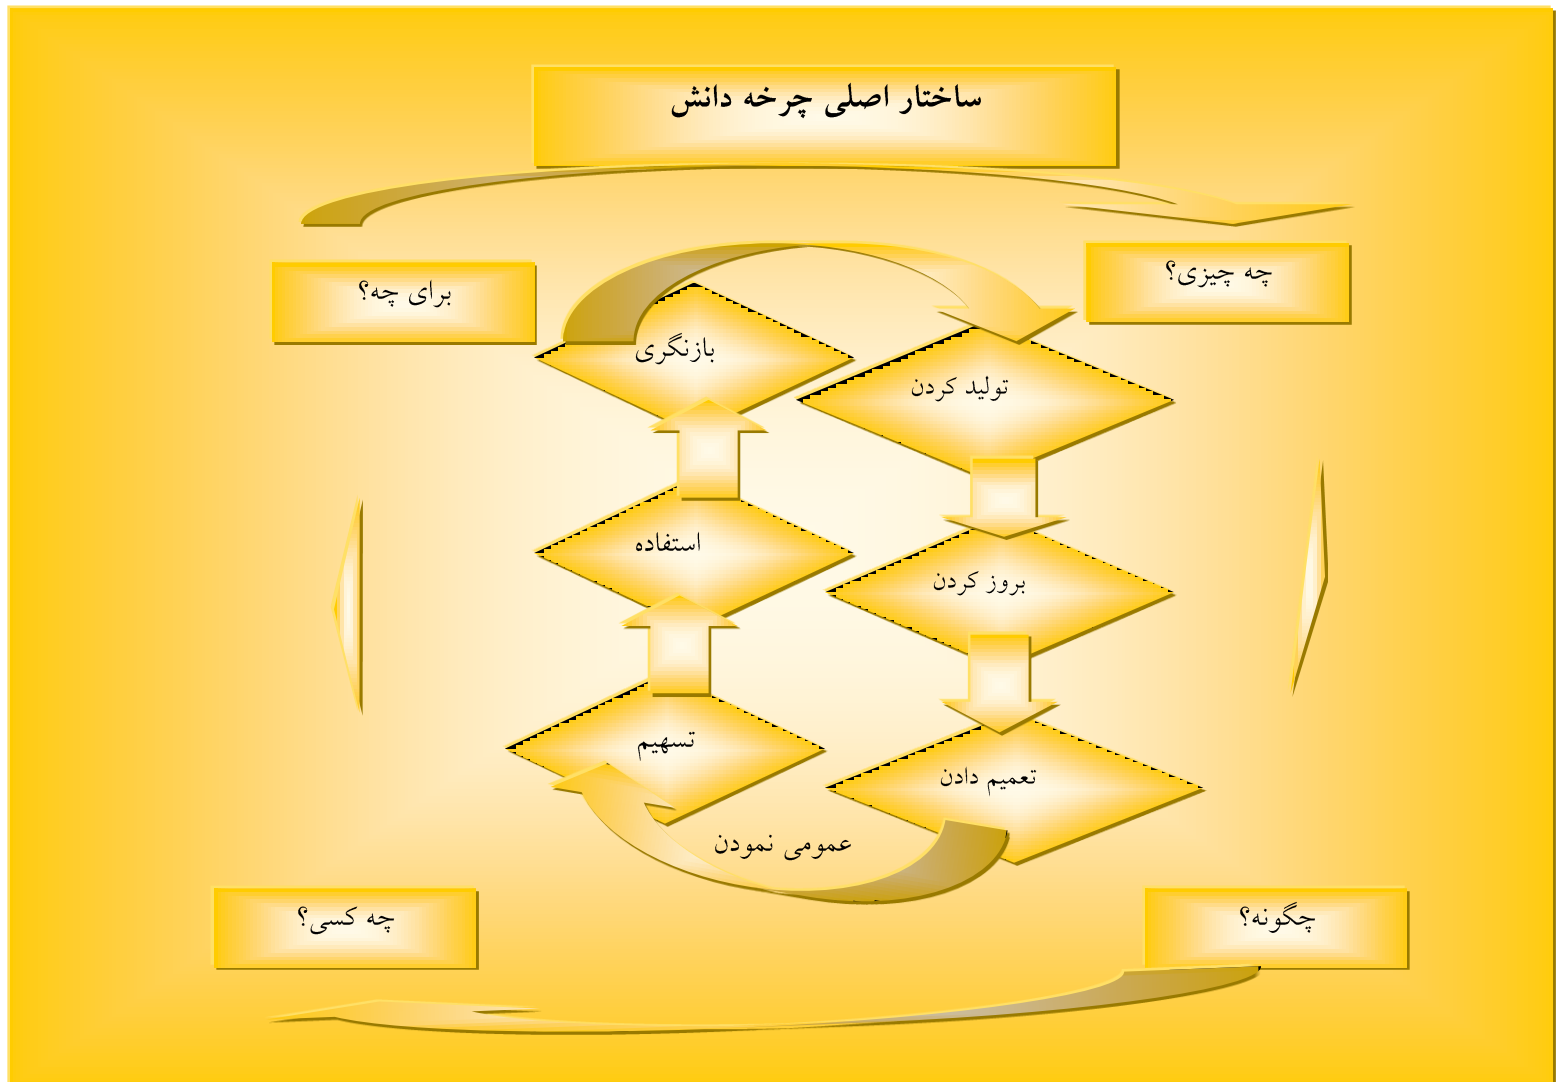 ساختار اصلی چرخه دانش
چه چیزی؟
برای چه؟
بازنگری
تولید کردن
استفاده
بروز کردن
تسهیم
تعمیم دادن
عمومی نمودن
چگونه؟
چه کسی؟